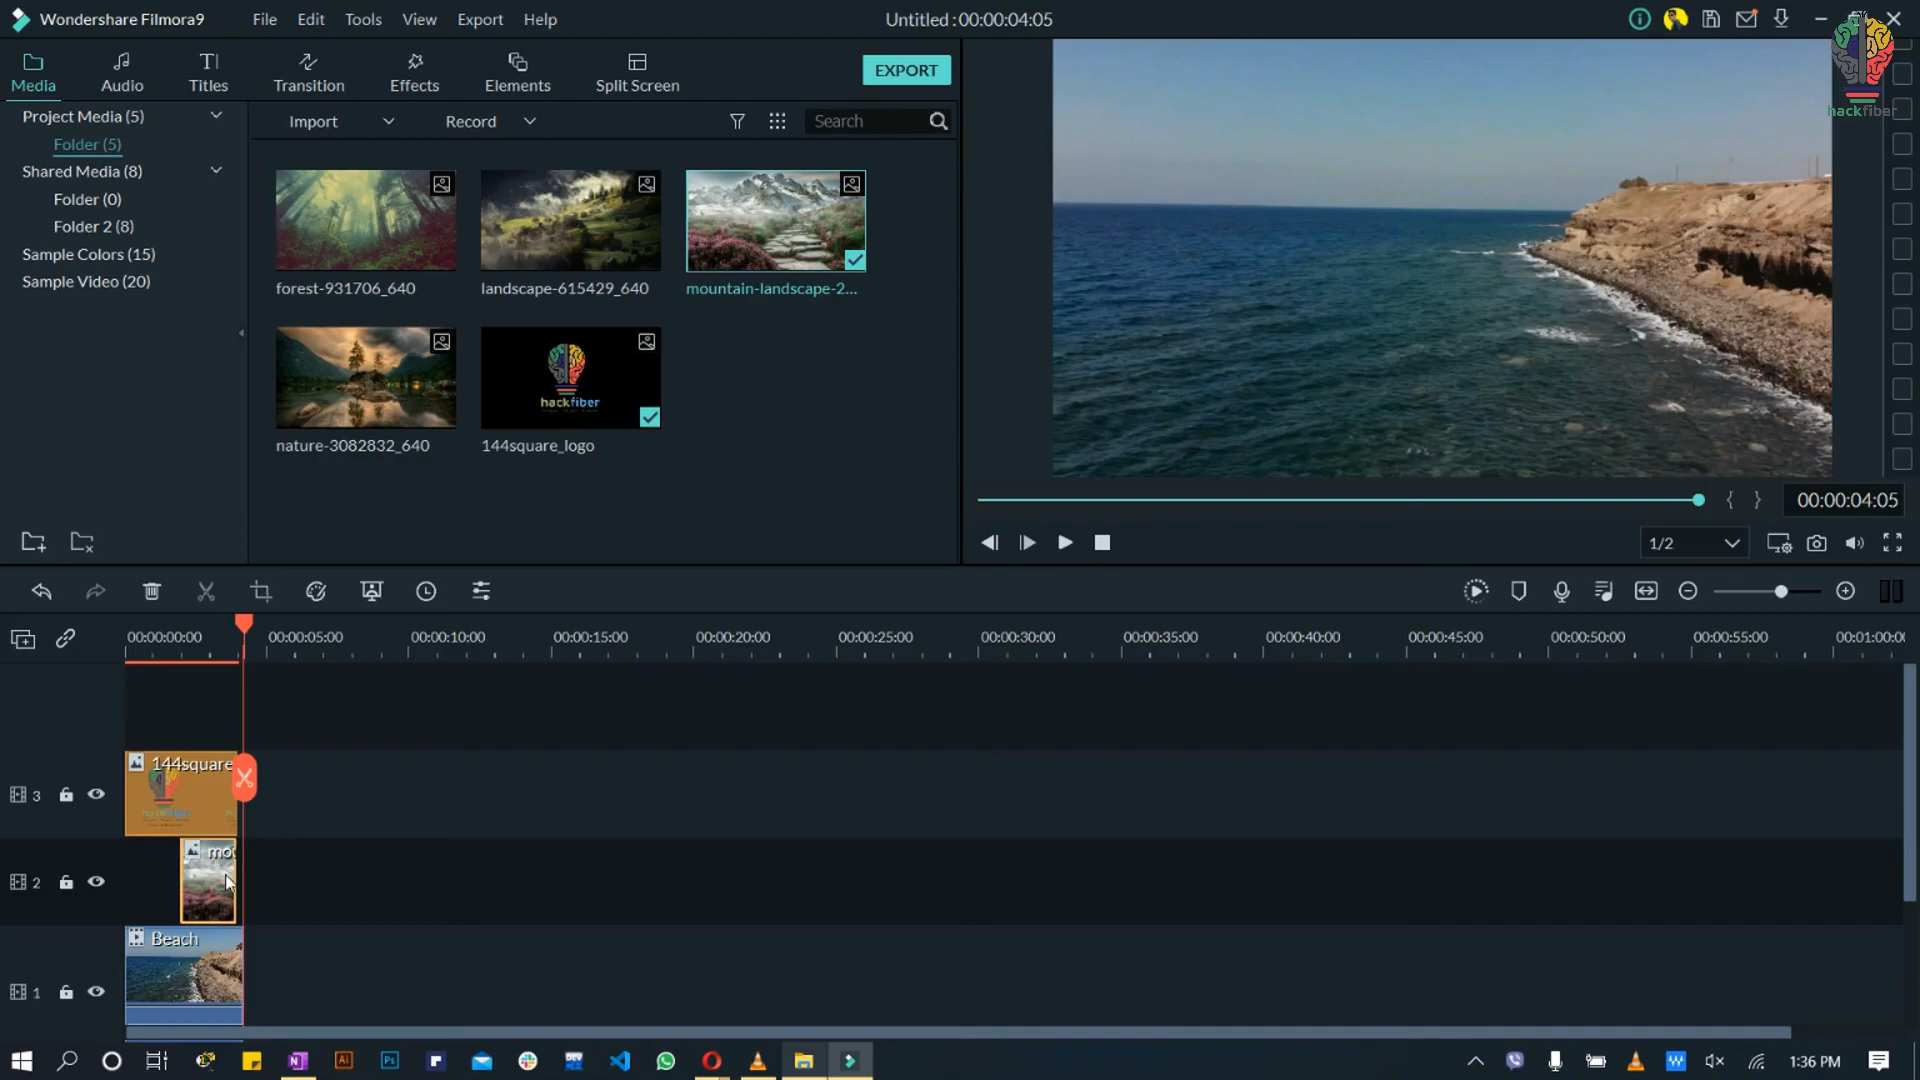 Wondershare Filmora9
File Edit Tools View Export Help
Untitled : 00:00:04:05
hackfiber
Media Audio Titles Transition Effects Elements Split Screen
EXPORT
Project Media (5)
Folder (5)
Shared Media (8)
Folder (0)
Folder 2 (8)
Sample Colors (15)
Sample Video (20)
Import Record Search
forest-931706_640
landscape-615429_640
mountain-landscape-2...
hackfiber
nature-3082832_640
144square_logo
{ } 00:00:04:05
1/2
00:00:00:00 00:00:05:00 00:00:10:00 00:00:15:00 00:00:20:00 00:00:25:00 00:00:30:00 00:00:35:00 00:00:40:00 00:00:45:00 00:00:50:00 00:00:55:00 00:01:00:0
144square
3
mou
2
Beach
1
N Ai Ps DEV W 1:36 PM